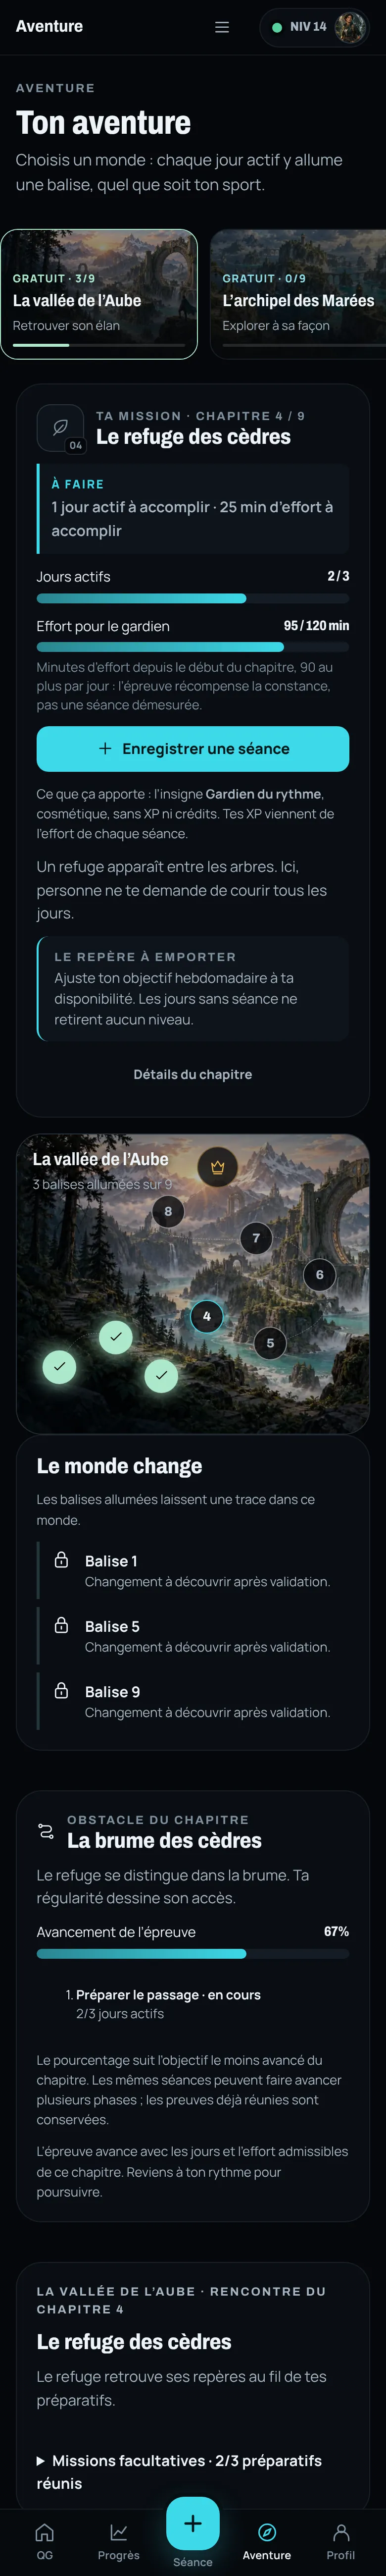 Aventure
NIV 14
AVENTURE
Ton aventure
Choisis un monde : chaque jour actif y allume
une balise, quel que soit ton sport.
GRATUIT · 3/9
La vallée de l’Aube
Retrouver son élan
GRATUIT · 0/9
L’archipel des Marées
Explorer à sa façon
04
TA MISSION · CHAPITRE 4 / 9
Le refuge des cèdres
À FAIRE
1 jour actif à accomplir · 25 min d’effort à
accomplir
Jours actifs
2 / 3
Effort pour le gardien
95 / 120 min
Minutes d’effort depuis le début du chapitre, 90 au
plus par jour : l’épreuve récompense la constance,
pas une séance démesurée.
+ Enregistrer une séance
Ce que ça apporte : l’insigne Gardien du rythme,
cosmétique, sans XP ni crédits. Tes XP viennent de
l’effort de chaque séance.
Un refuge apparaît entre les arbres. Ici,
personne ne te demande de courir tous les
jours.
LE REPÈRE À EMPORTER
Ajuste ton objectif hebdomadaire à ta
disponibilité. Les jours sans séance ne
retirent aucun niveau.
Détails du chapitre
La vallée de l’Aube
3 balises allumées sur 9
8
7
6
4
5
Le monde change
Les balises allumées laissent une trace dans ce
monde.
Balise 1
Changement à découvrir après validation.
Balise 5
Changement à découvrir après validation.
Balise 9
Changement à découvrir après validation.
OBSTACLE DU CHAPITRE
La brume des cèdres
Le refuge se distingue dans la brume. Ta
régularité dessine son accès.
Avancement de l’épreuve
67%
1. Préparer le passage · en cours
2/3 jours actifs
Le pourcentage suit l’objectif le moins avancé du
chapitre. Les mêmes séances peuvent faire avancer
plusieurs phases ; les preuves déjà réunies sont
conservées.
L’épreuve avance avec les jours et l’effort admissibles
de ce chapitre. Reviens à ton rythme pour
poursuivre.
LA VALLÉE DE L’AUBE · RENCONTRE DU
CHAPITRE 4
Le refuge des cèdres
Le refuge retrouve ses repères au fil de tes
préparatifs.
▶ Missions facultatives · 2/3 préparatifs
réunis
QG
Progrès
Séance
Aventure
Profil